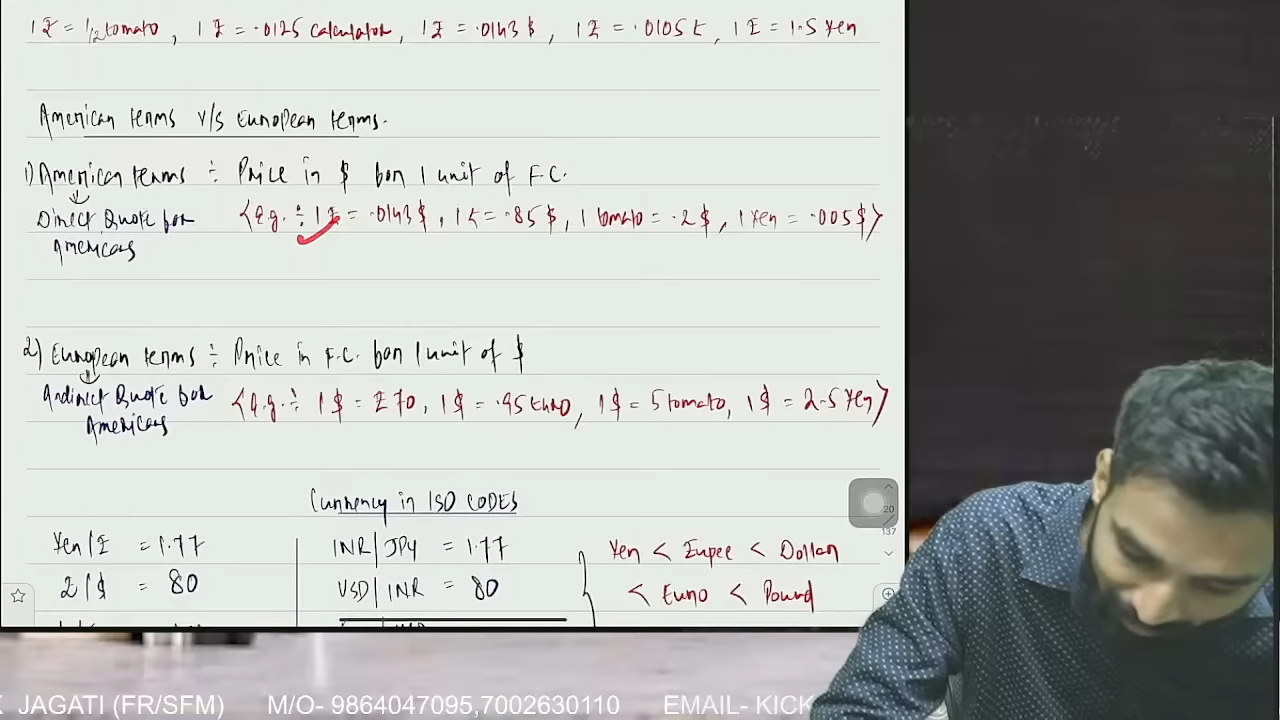 1 ₹ = 1/2 tomato, 1 ₹ = .0125 calculator, 1 ₹ = .0143 $, 1 ₹ = .0105 €, 1 ₹ = 1.5 Yen
American terms v/s European terms.
1) American terms ÷ Price in $ for 1 unit of F.C.
Direct Quote for Americans
<e.g. ÷ 1 ₹ = .0143 $, 1 € = .85 $, 1 tomato = .2 $, 1 Yen = .005 $>
2) European terms ÷ Price in F.C. for 1 unit of $
Indirect Quote for Americans
<e.g. ÷ 1 $ = ₹ 70, 1 $ = .95 Euro, 1 $ = 5 tomato, 1 $ = 2.5 Yen>
Currency in ISO CODES
Yen/₹ = 1.77
INR/JPY = 1.77
Yen < Rupee < Dollar
₹/$ = 80
USD/INR = 80
< Euro < Pound
20
137
JAGATI (FR/SFM) M/O- 9864047095,7002630110 EMAIL- KICK